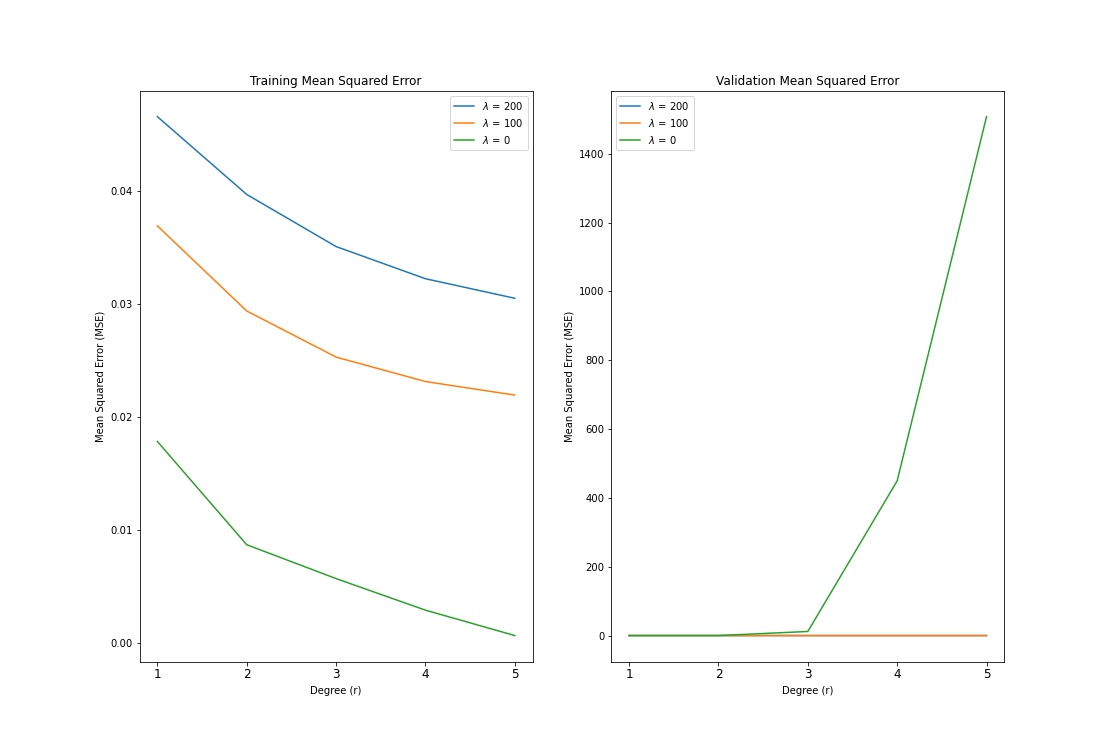 Training Mean Squared Error
λ = 200
λ = 100
λ = 0
0.04
0.03
0.02
0.01
0.00
Mean Squared Error (MSE)
1 2 3 4 5
Degree (r)
Validation Mean Squared Error
λ = 200
λ = 100
λ = 0
1400
1200
1000
800
600
400
200
0
Mean Squared Error (MSE)
1 2 3 4 5
Degree (r)